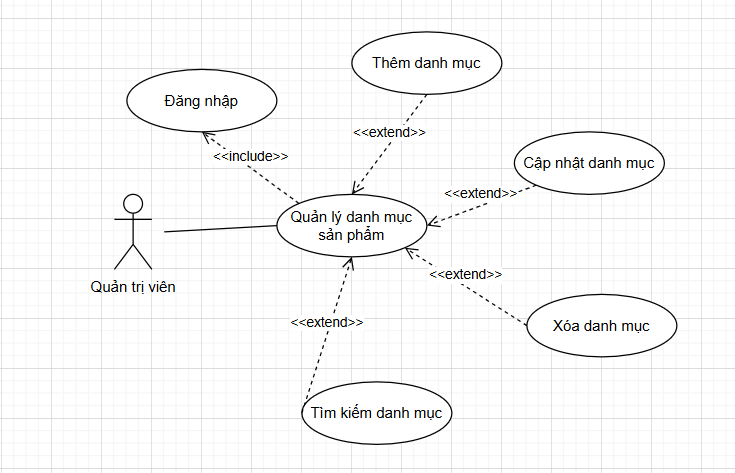 Thêm danh mục
Đăng nhập
<<extend>>
<<include>>
Cập nhật danh mục
<<extend>>
Quản lý danh mục
sản phẩm
Quản trị viên
<<extend>>
<<extend>>
Xóa danh mục
Tìm kiếm danh mục